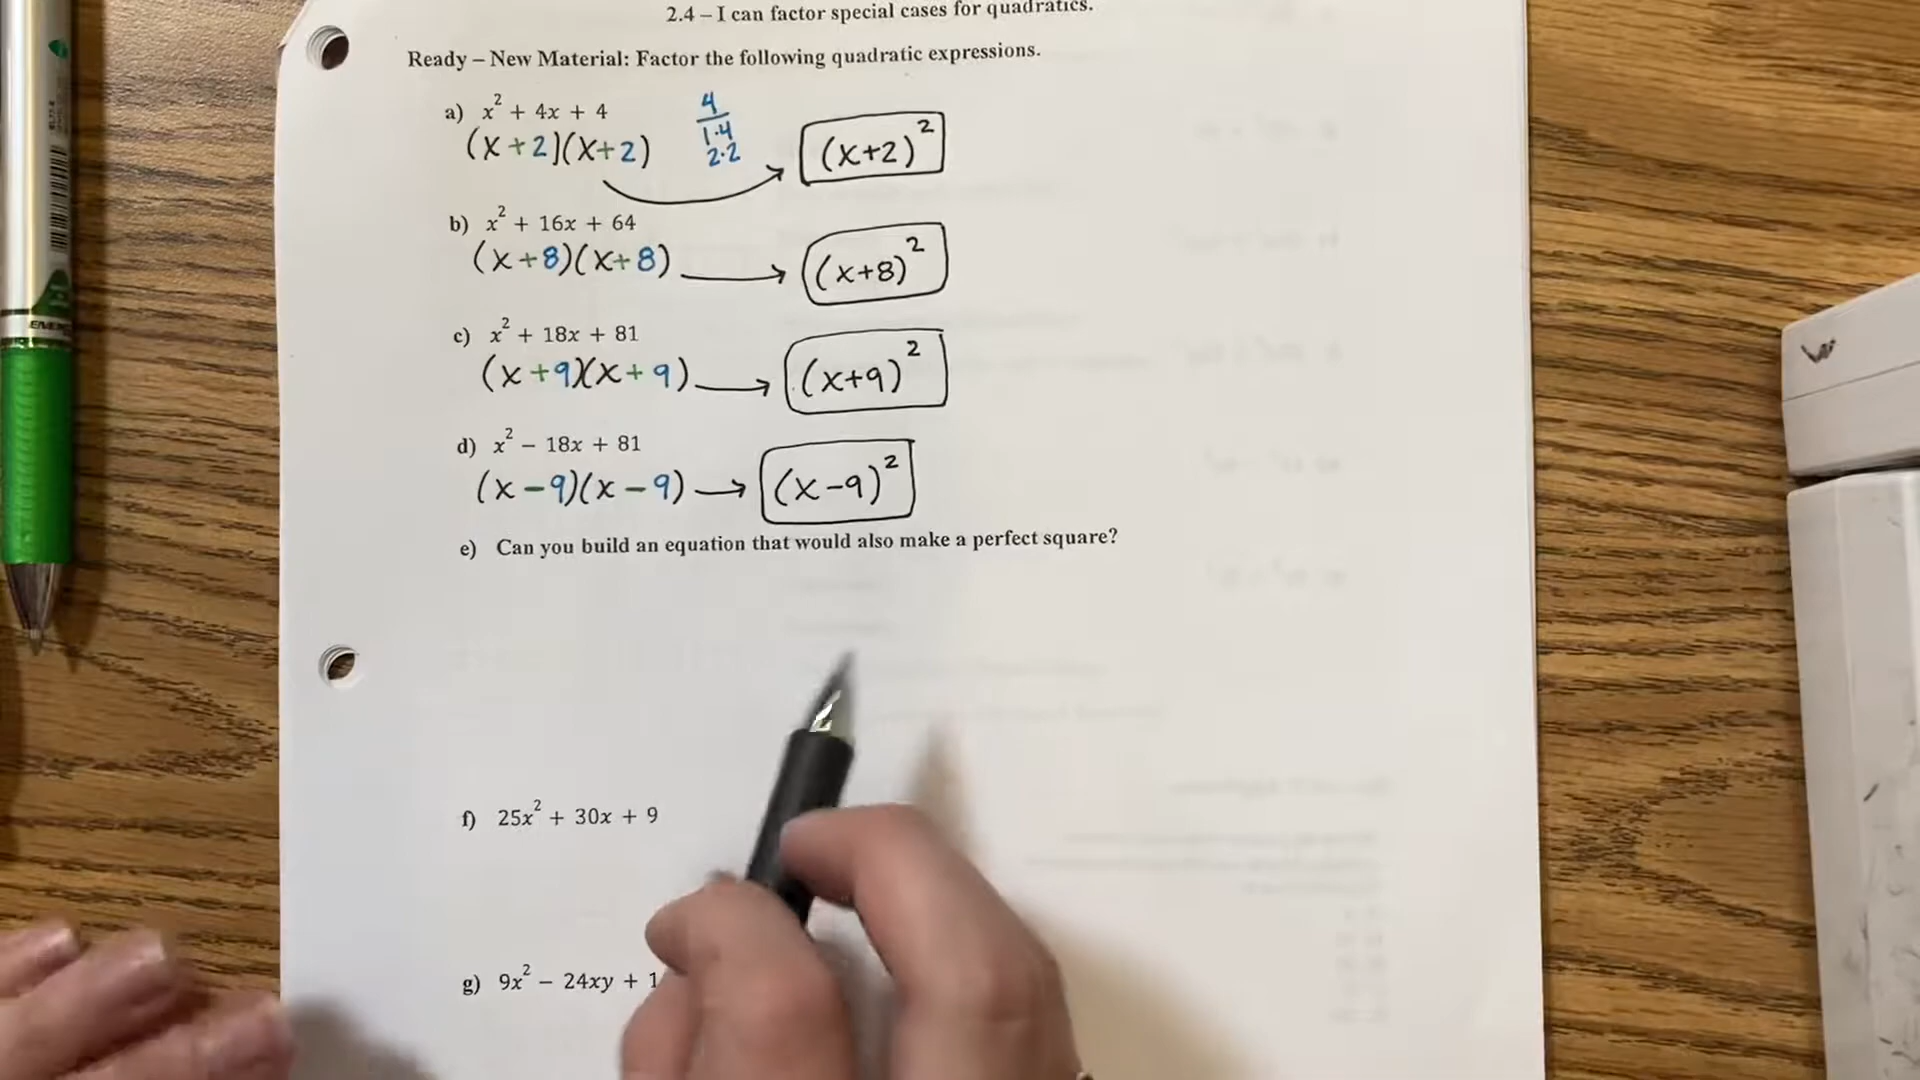 2.4 – I can factor special cases for quadratics.
Ready – New Material: Factor the following quadratic expressions.
a) x² + 4x + 4
(x+2)(x+2)
4
1·4
2·2
(x+2)²
b) x² + 16x + 64
(x+8)(x+8)
(x+8)²
c) x² + 18x + 81
(x+9)(x+9)
(x+9)²
d) x² − 18x + 81
(x−9)(x−9)
(x−9)²
e) Can you build an equation that would also make a perfect square?
f) 25x² + 30x + 9
g) 9x² − 24xy + 1